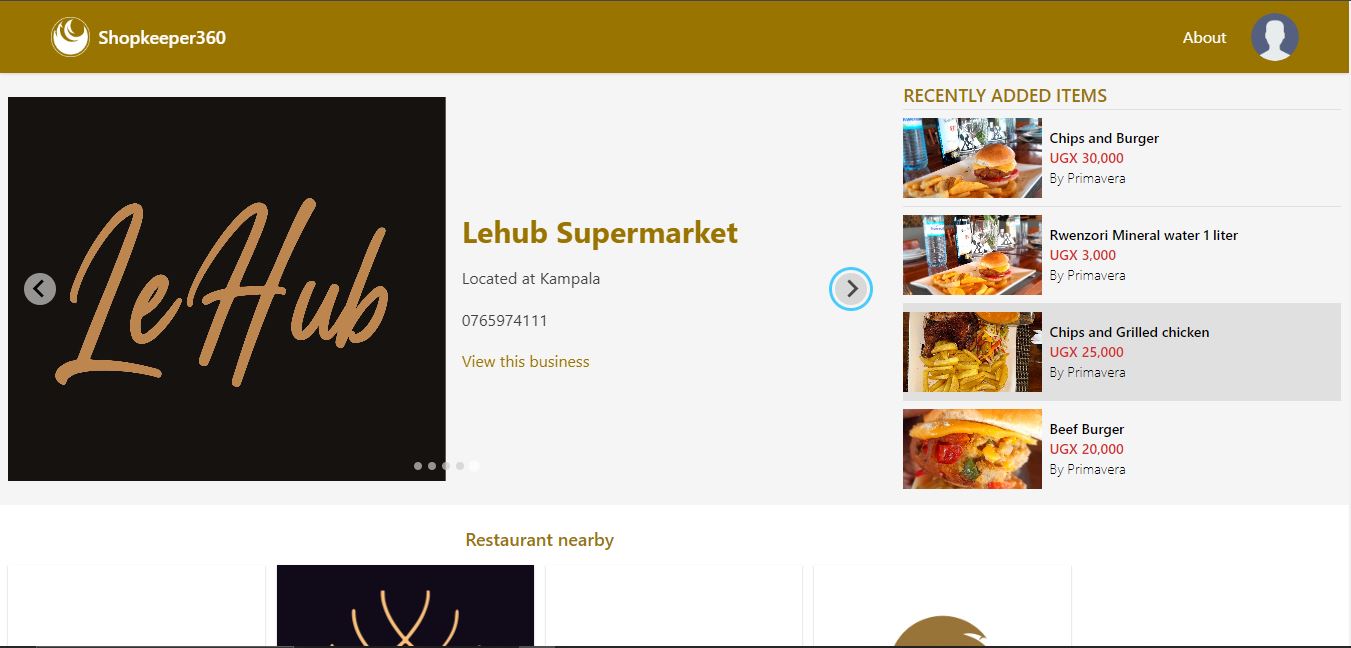 Shopkeeper360
About
LeHub
Lehub Supermarket
Located at Kampala
0765974111
View this business
RECENTLY ADDED ITEMS
Chips and Burger
UGX 30,000
By Primavera
Rwenzori Mineral water 1 liter
UGX 3,000
By Primavera
Chips and Grilled chicken
UGX 25,000
By Primavera
Beef Burger
UGX 20,000
By Primavera
Restaurant nearby